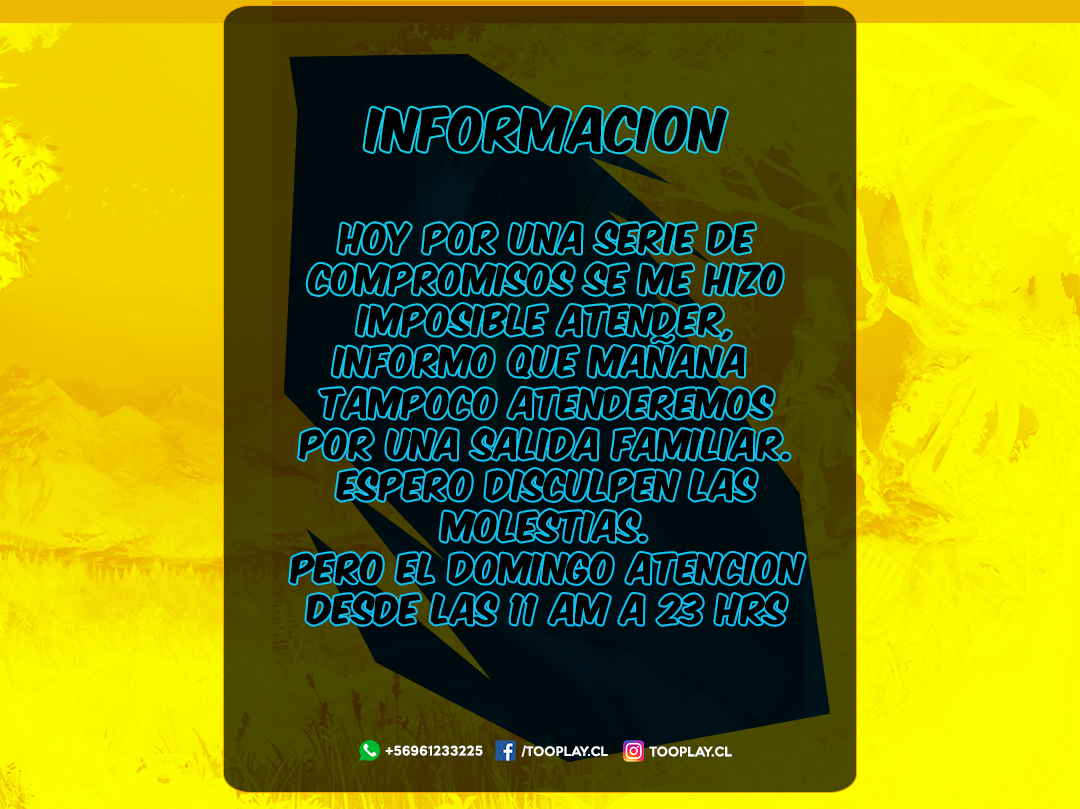 INFORMACION
HOY POR UNA SERIE DE
COMPROMISOS SE ME HIZO
IMPOSIBLE ATENDER,
INFORMO QUE MAÑANA
TAMPOCO ATENDEREMOS
POR UNA SALIDA FAMILIAR.
ESPERO DISCULPEN LAS
MOLESTIAS.
PERO EL DOMINGO ATENCION
DESDE LAS 11 AM A 23 HRS
+56961233225 /TOOPLAY.CL TOOPLAY.CL